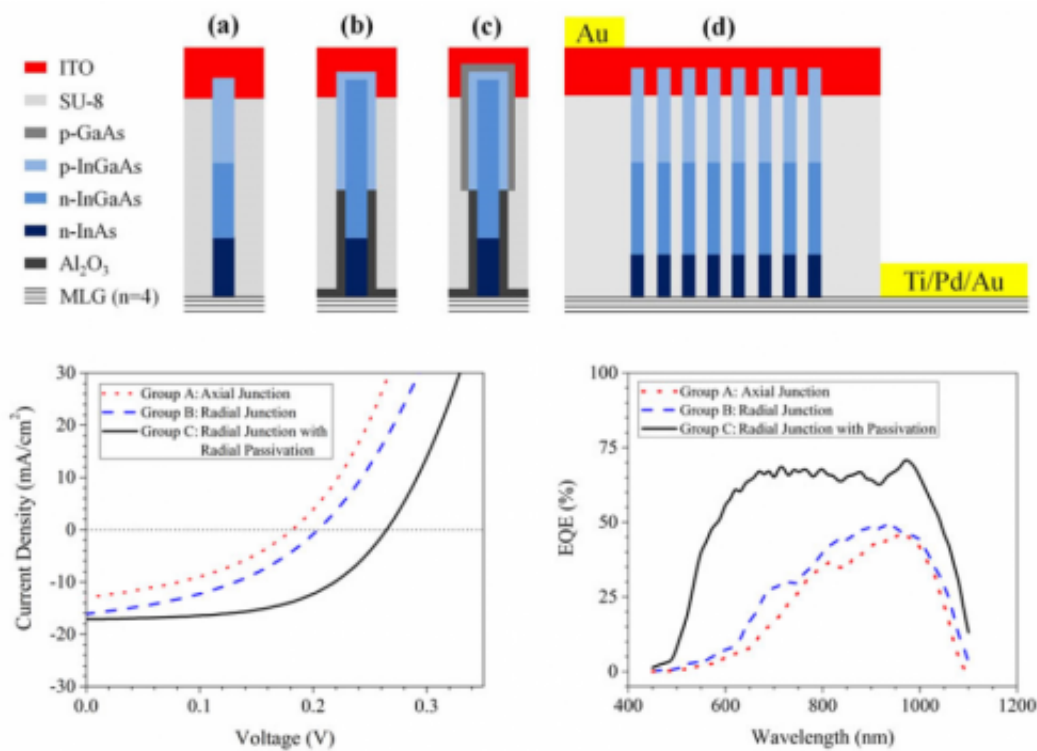 (a) (b) (c) (d)
Au
ITO
SU-8
p-GaAs
p-InGaAs
n-InGaAs
n-InAs
Al₂O₃
MLG (n=4)
Ti/Pd/Au
30
20
10
0
-10
-20
-30
Current Density (mA/cm²)
Group A: Axial Junction
Group B: Radial Junction
Group C: Radial Junction with
Radial Passivation
0.0 0.1 0.2 0.3
Voltage (V)
100
75
50
25
0
EQE (%)
Group A: Axial Junction
Group B: Radial Junction
Group C: Radial Junction with Passivation
400 600 800 1000 1200
Wavelength (nm)